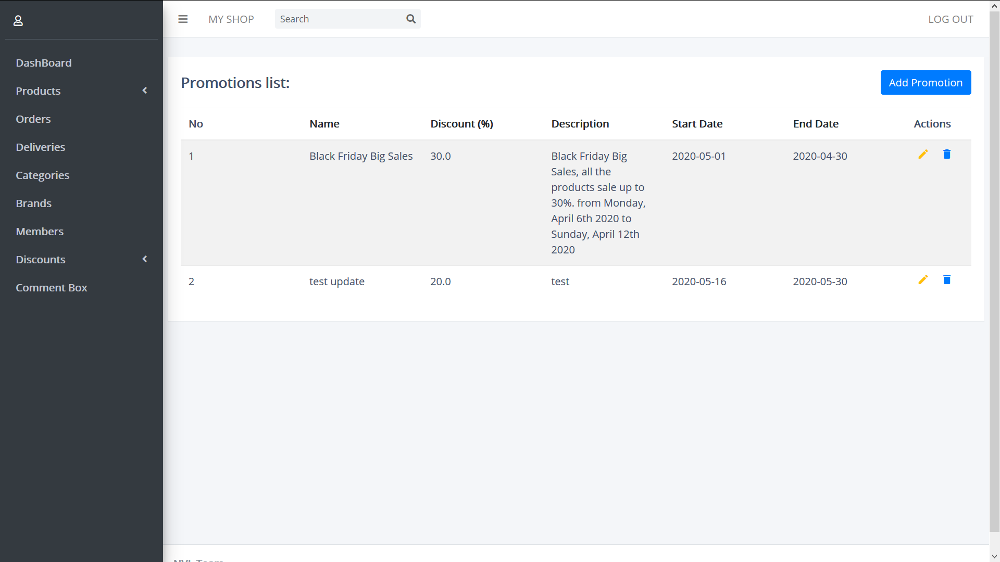 MY SHOP
Search
LOG OUT
DashBoard
Products
Orders
Deliveries
Categories
Brands
Members
Discounts
Comment Box
Promotions list:
Add Promotion
No Name Discount (%) Description Start Date End Date Actions
1 Black Friday Big Sales 30.0 Black Friday Big 2020-05-01 2020-04-30
Sales, all the
products sale up to
30%. from Monday,
April 6th 2020 to
Sunday, April 12th
2020
2 test update 20.0 test 2020-05-16 2020-05-30